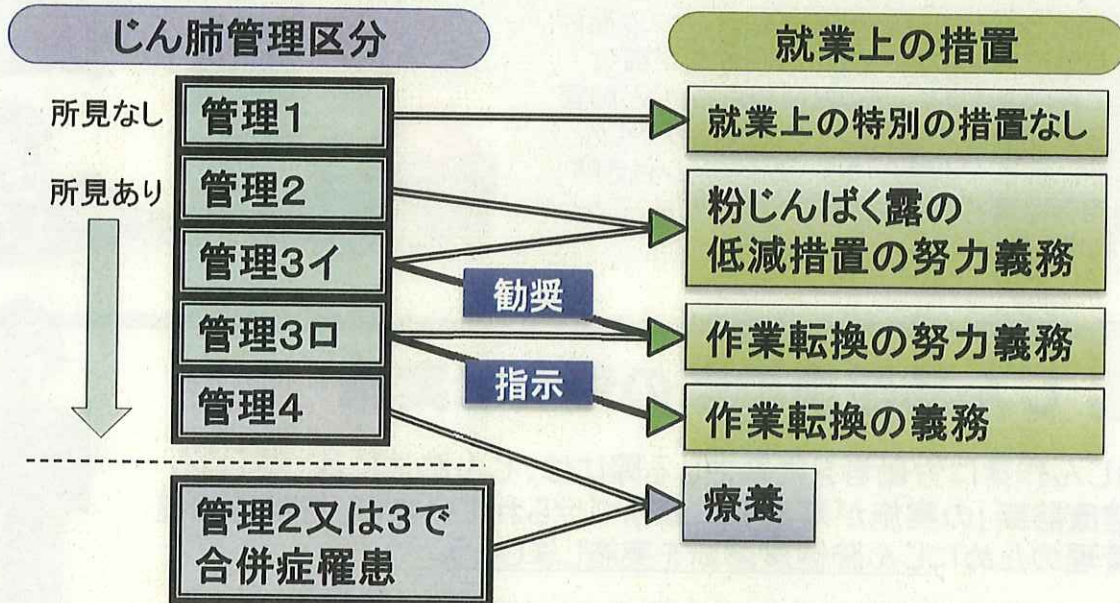 じん肺管理区分
就業上の措置
所見なし
管理1
就業上の特別の措置なし
所見あり
管理2
粉じんばく露の
低減措置の努力義務
管理3イ
勧奨
管理3ロ
作業転換の努力義務
指示
管理4
作業転換の義務
管理2又は3で
合併症罹患
療養